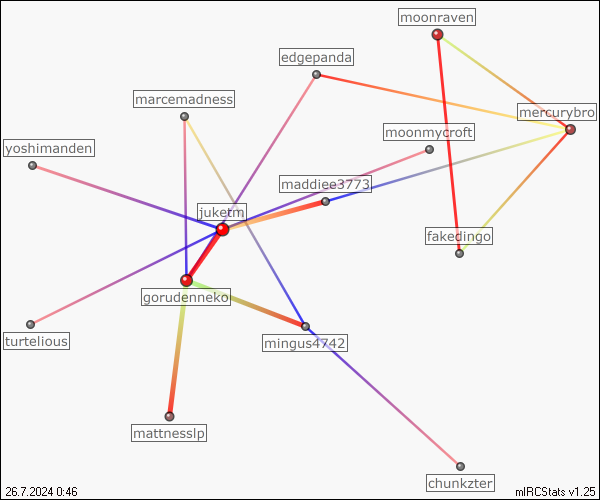 moonraven
edgepanda
marcemadness
mercurybro
moonmycroft
yoshimanden
maddiee3773
juketm
fakedingo
gorudenneko
turtelious
mingus4742
mattnesslp
chunkzter
26.7.2024 0:46
mIRCStats v1.25